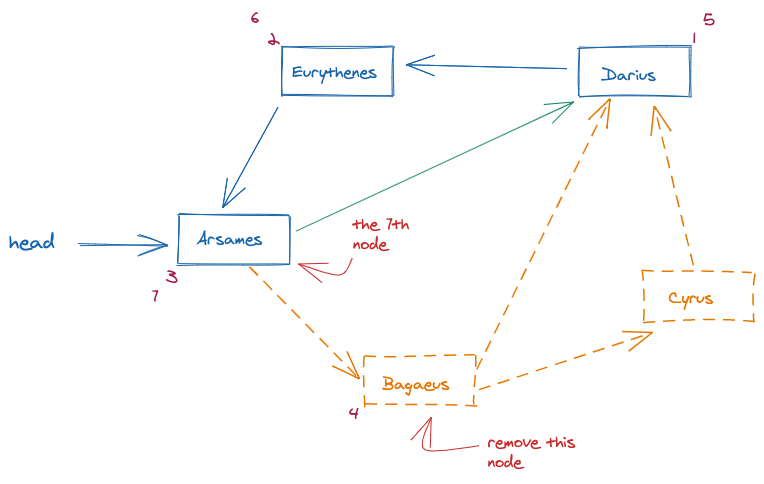 6
5
2
1
Eurythenes
Darius
head
Arsames
the 7th
node
3
7
Cyrus
Bagaeus
4
remove this
node